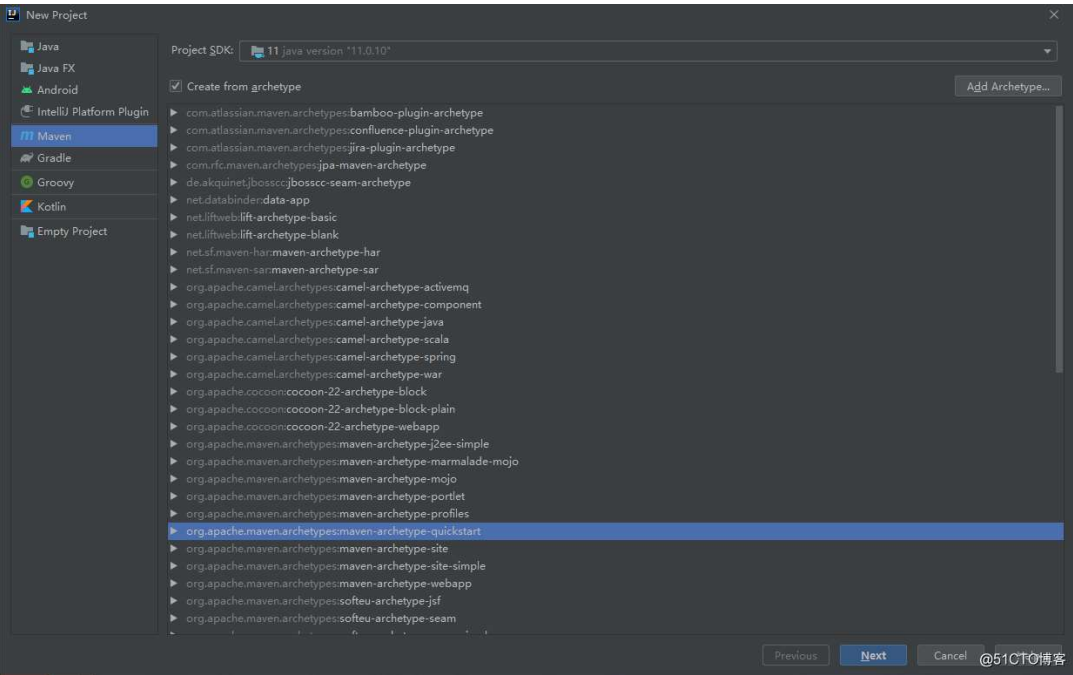 New Project
Java
Java FX
Android
IntelliJ Platform Plugin
Maven
Gradle
Groovy
Kotlin
Empty Project
Project SDK: 11 java version "11.0.10"
Create from archetype
Add Archetype...
com.atlassian.maven.archetypes:bamboo-plugin-archetype
com.atlassian.maven.archetypes:confluence-plugin-archetype
com.atlassian.maven.archetypes:jira-plugin-archetype
com.rfc.maven.archetypes:jpa-maven-archetype
de.akquinet.jbosscc:jbosscc-seam-archetype
net.databinder:data-app
net.liftweb:lift-archetype-basic
net.liftweb:lift-archetype-blank
net.sf.maven-har:maven-archetype-har
net.sf.maven-sar:maven-archetype-sar
org.apache.camel.archetypes:camel-archetype-activemq
org.apache.camel.archetypes:camel-archetype-component
org.apache.camel.archetypes:camel-archetype-java
org.apache.camel.archetypes:camel-archetype-scala
org.apache.camel.archetypes:camel-archetype-spring
org.apache.camel.archetypes:camel-archetype-war
org.apache.cocoon:cocoon-22-archetype-block
org.apache.cocoon:cocoon-22-archetype-block-plain
org.apache.cocoon:cocoon-22-archetype-webapp
org.apache.maven.archetypes:maven-archetype-j2ee-simple
org.apache.maven.archetypes:maven-archetype-marmalade-mojo
org.apache.maven.archetypes:maven-archetype-mojo
org.apache.maven.archetypes:maven-archetype-portlet
org.apache.maven.archetypes:maven-archetype-profiles
org.apache.maven.archetypes:maven-archetype-quickstart
org.apache.maven.archetypes:maven-archetype-site
org.apache.maven.archetypes:maven-archetype-site-simple
org.apache.maven.archetypes:maven-archetype-webapp
org.apache.maven.archetypes:softeu-archetype-jsf
org.apache.maven.archetypes:softeu-archetype-seam
Previous
Next
Cancel
@51CTO博客